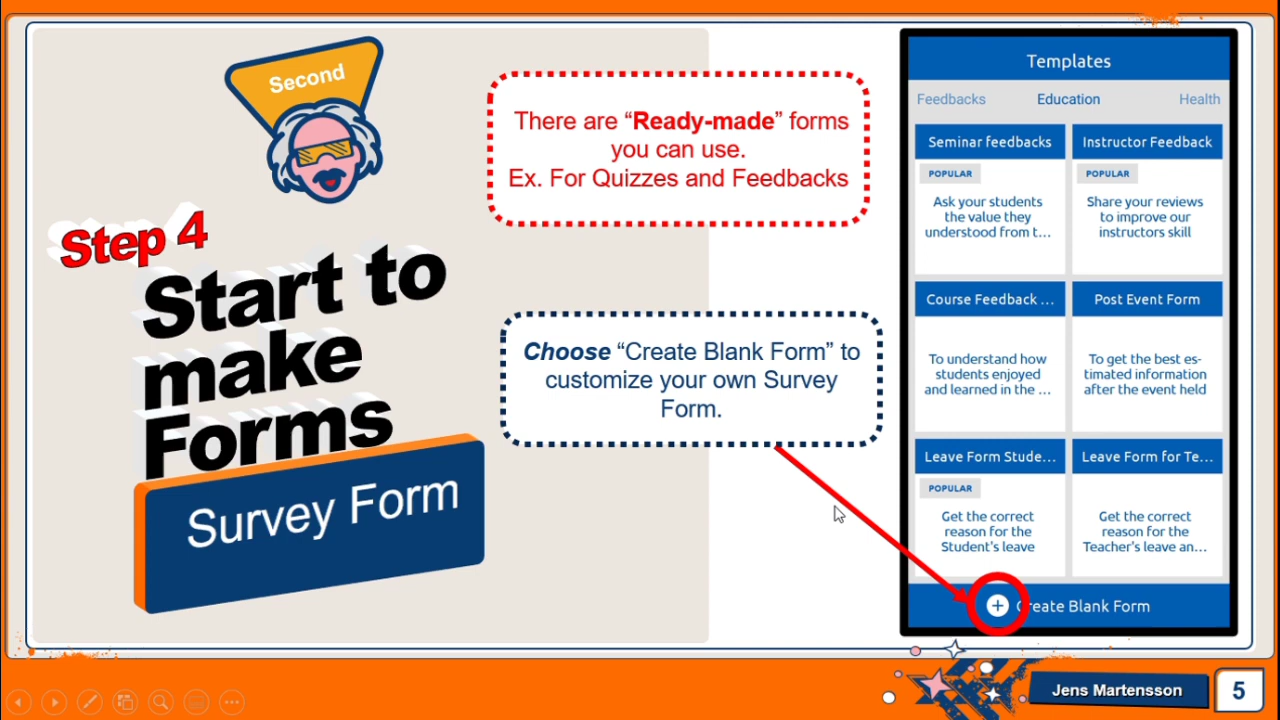 Second
Step 4
Start to
make
Forms
Survey Form
There are “Ready-made” forms
you can use.
Ex. For Quizzes and Feedbacks
Choose “Create Blank Form” to
customize your own Survey
Form.
Templates
Feedbacks Education Health
Seminar feedbacks
POPULAR
Ask your students
the value they
understood from t...
Instructor Feedback
POPULAR
Share your reviews
to improve our
instructors skill
Course Feedback ...
To understand how
students enjoyed
and learned in the ...
Post Event Form
To get the best es-
timated information
after the event held
Leave Form Stude...
POPULAR
Get the correct
reason for the
Student's leave
Leave Form for Te...
Get the correct
reason for the
Teacher's leave an...
Create Blank Form
Jens Martensson
5